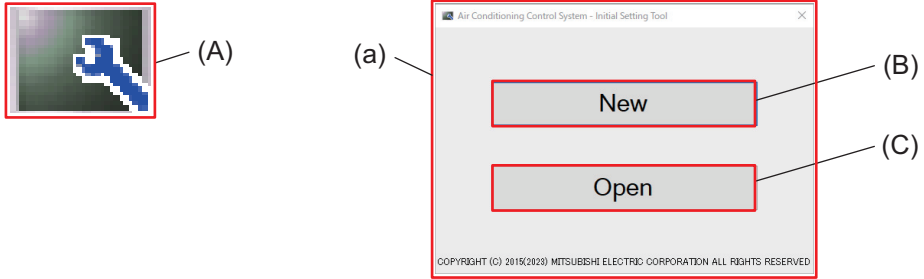 (A)
(a)
Air Conditioning Control System - Initial Setting Tool
New
(B)
Open
(C)
COPYRIGHT (C) 2015(2023) MITSUBISHI ELECTRIC CORPORATION ALL RIGHTS RESERVED